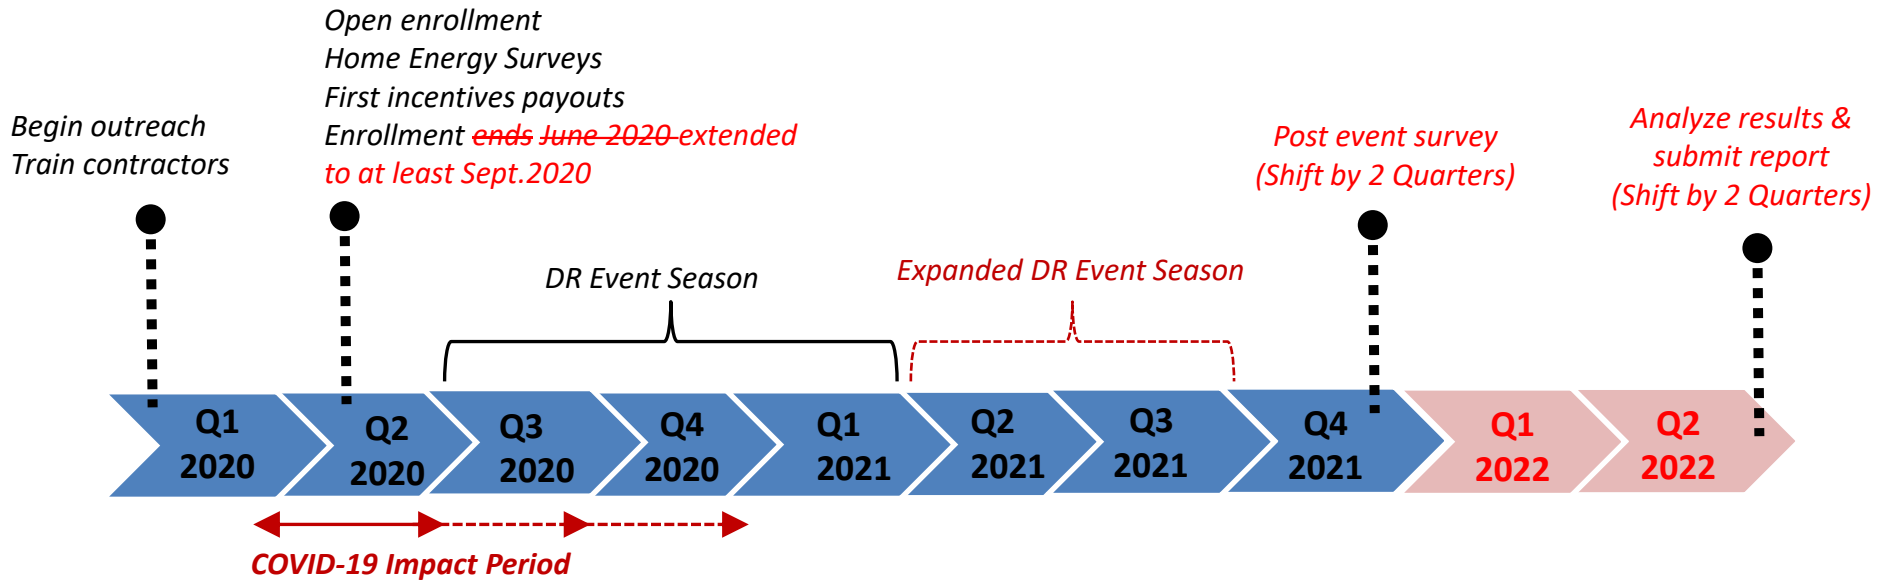 Begin outreach
Train contractors
Open enrollment
Home Energy Surveys
First incentives payouts
Enrollment ends June 2020 extended
to at least Sept.2020
DR Event Season
Expanded DR Event Season
Post event survey
(Shift by 2 Quarters)
Analyze results &
submit report
(Shift by 2 Quarters)
Q1
2020
Q2
2020
Q3
2020
Q4
2020
Q1
2021
Q2
2021
Q3
2021
Q4
2021
Q1
2022
Q2
2022
COVID-19 Impact Period